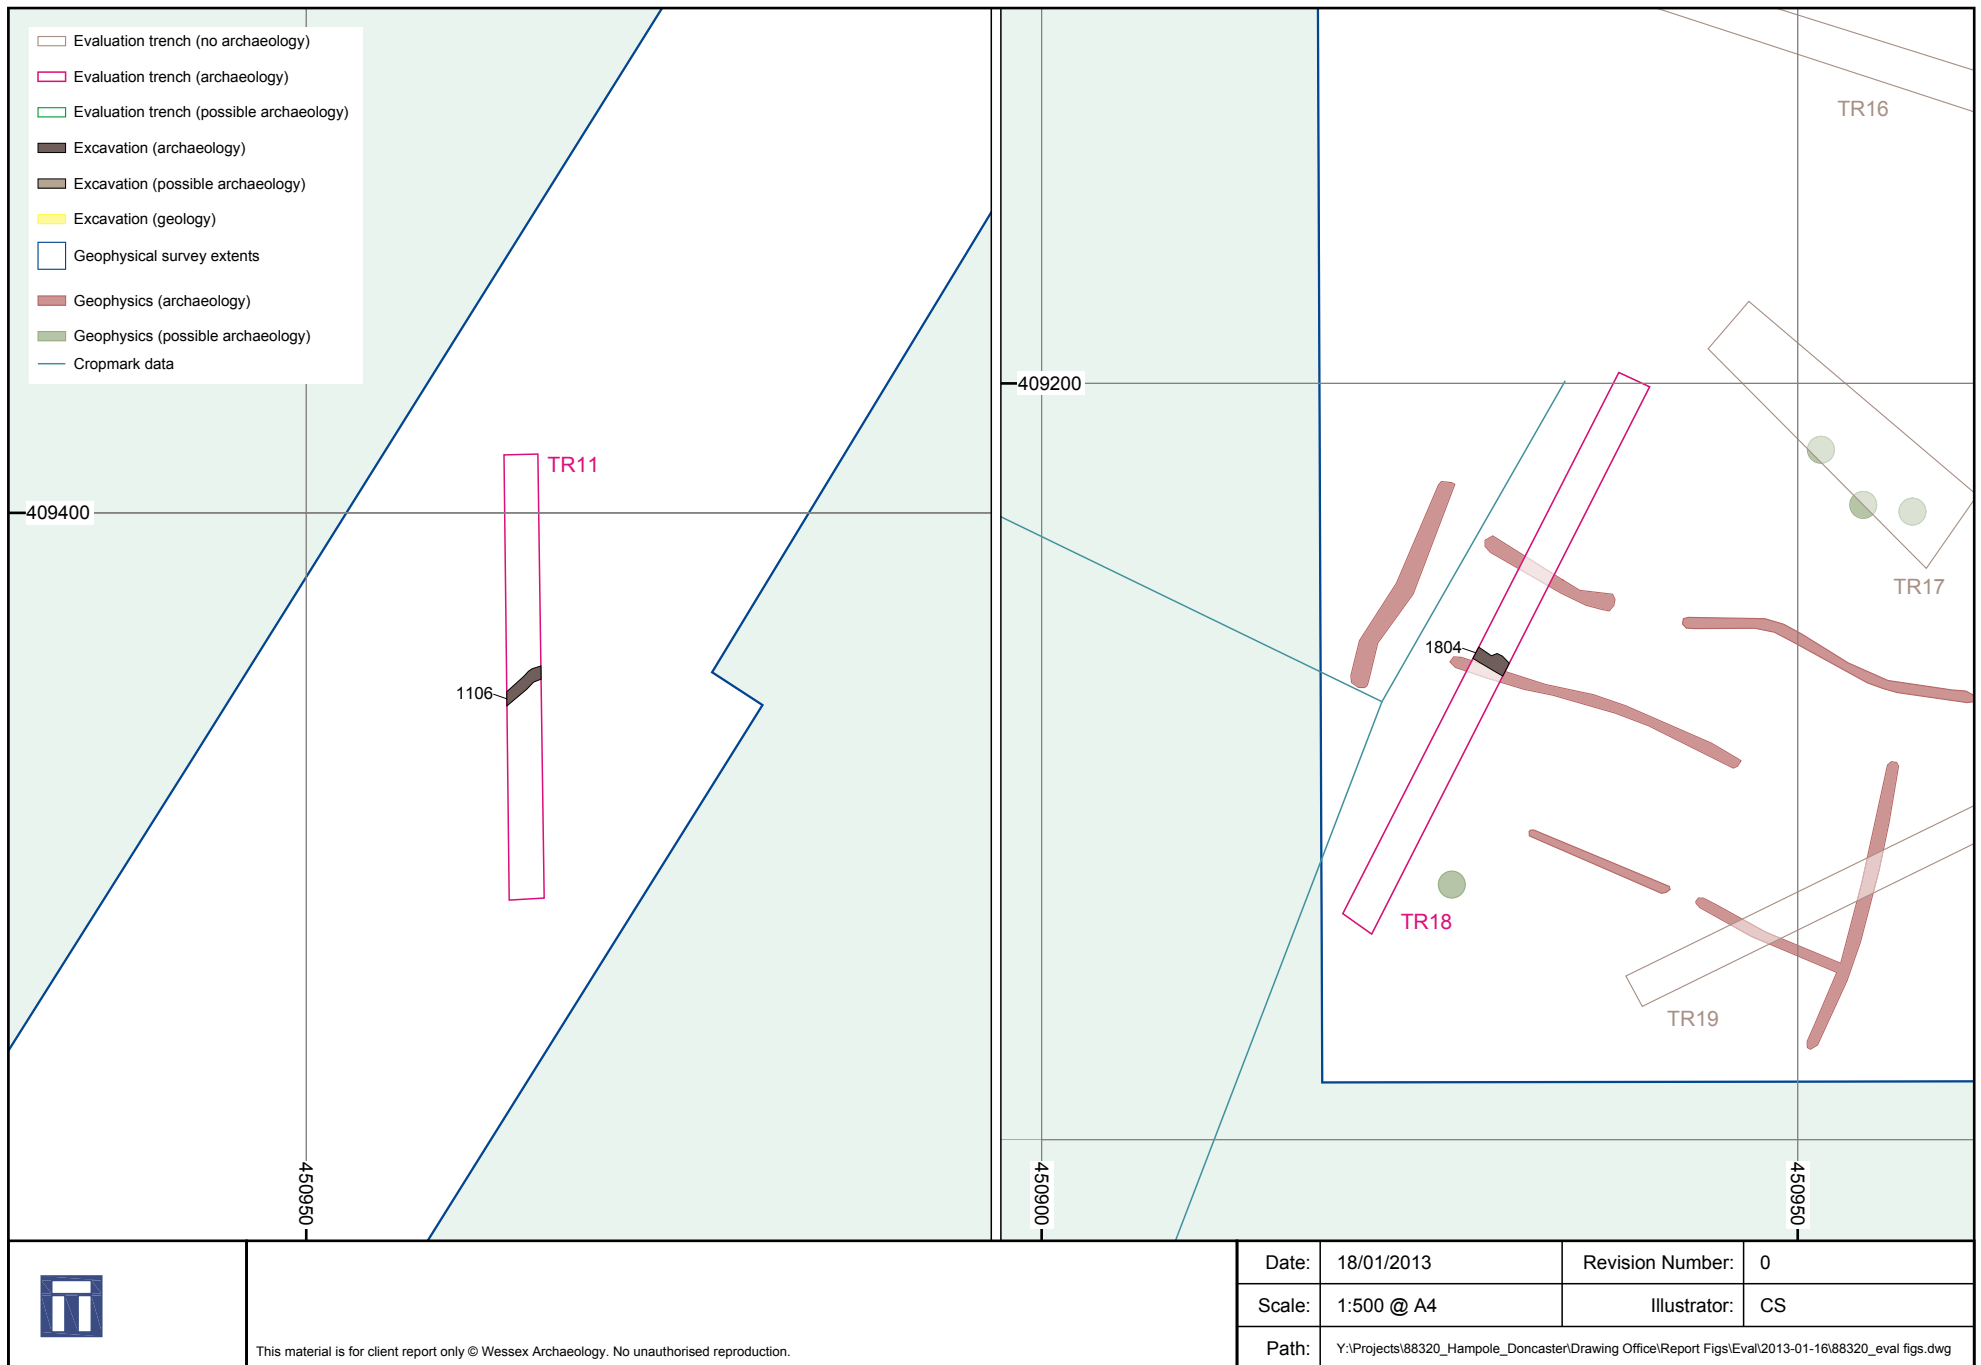 Evaluation trench (no archaeology)
Evaluation trench (archaeology)
Evaluation trench (possible archaeology)
Excavation (archaeology)
Excavation (possible archaeology)
Excavation (geology)
Geophysical survey extents
Geophysics (archaeology)
Geophysics (possible archaeology)
Cropmark data
TR11
409400
1106
450950
TR16
409200
TR17
1804
TR18
TR19
450900
450950
Date: 18/01/2013 Revision Number: 0
Scale: 1:500 @ A4 Illustrator: CS
Path: Y:\Projects\88320_Hampole_Doncaster\Drawing Office\Report Figs\Eval\2013-01-16\88320_eval figs.dwg
This material is for client report only © Wessex Archaeology. No unauthorised reproduction.